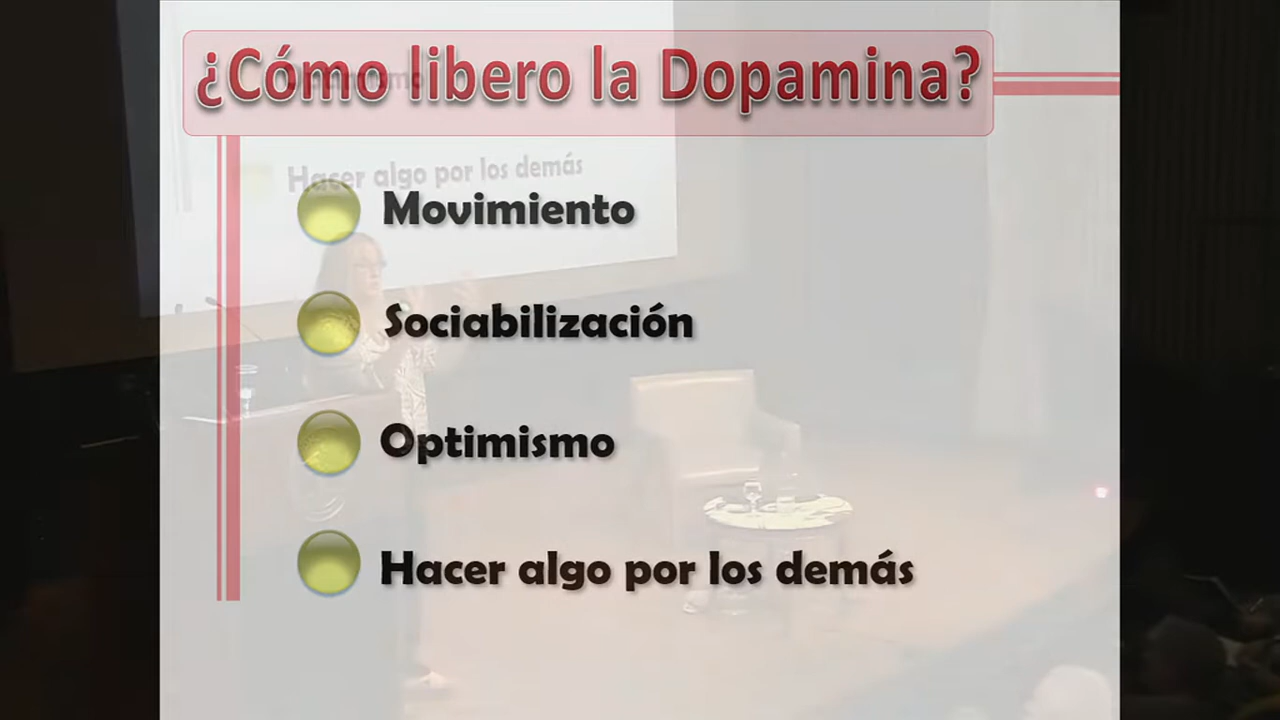 ¿Cómo libero la Dopamina?
Hacer algo por los demás
Movimiento
Sociabilización
Optimismo
Hacer algo por los demás